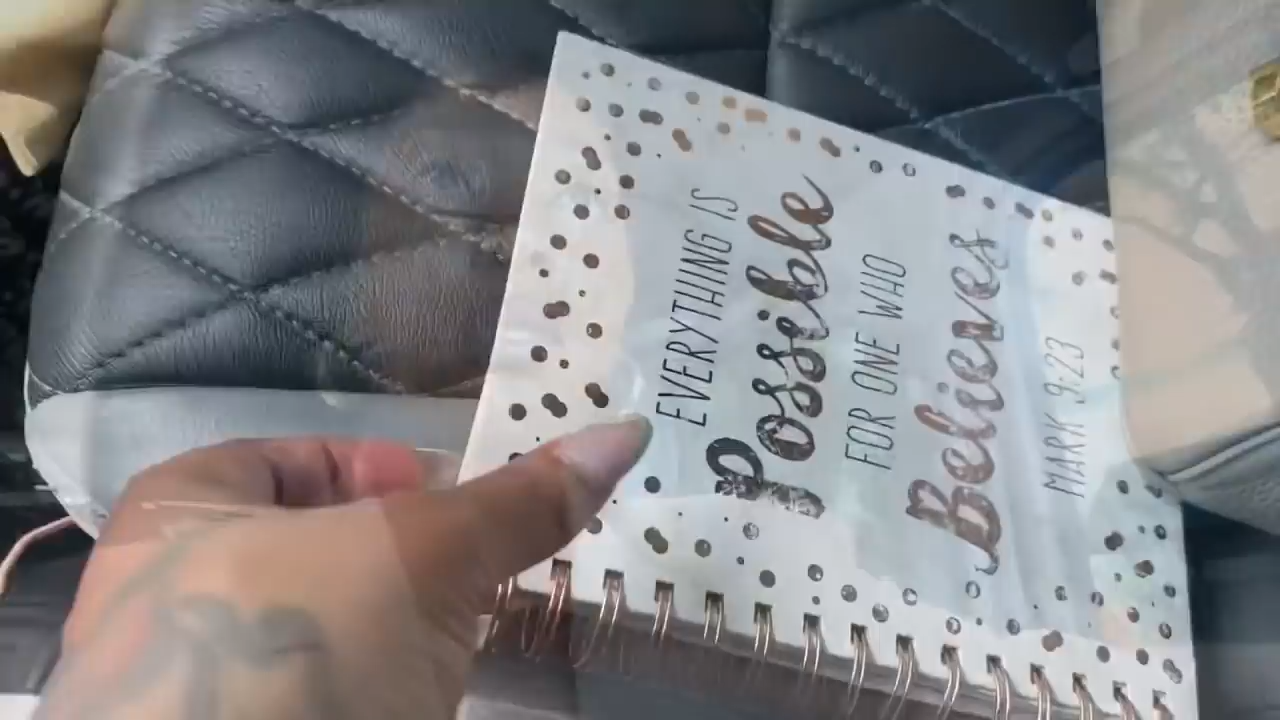 EVERYTHING IS
Possible
FOR ONE WHO
Believes
MARK 9:23